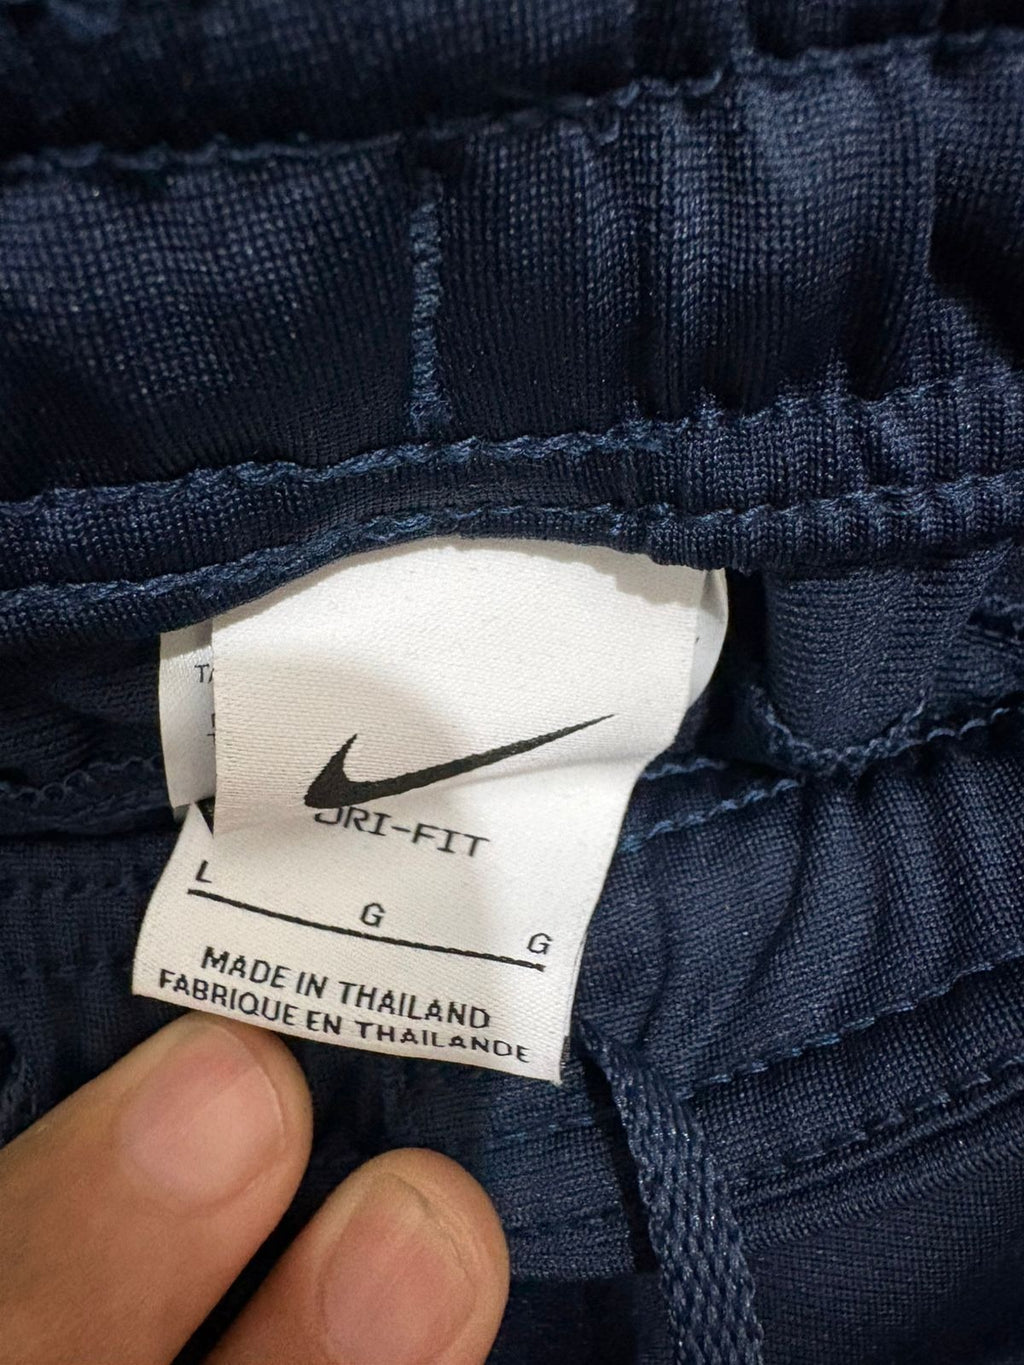 DRI-FIT
L G G
MADE IN THAILAND
FABRIQUE EN THAILANDE